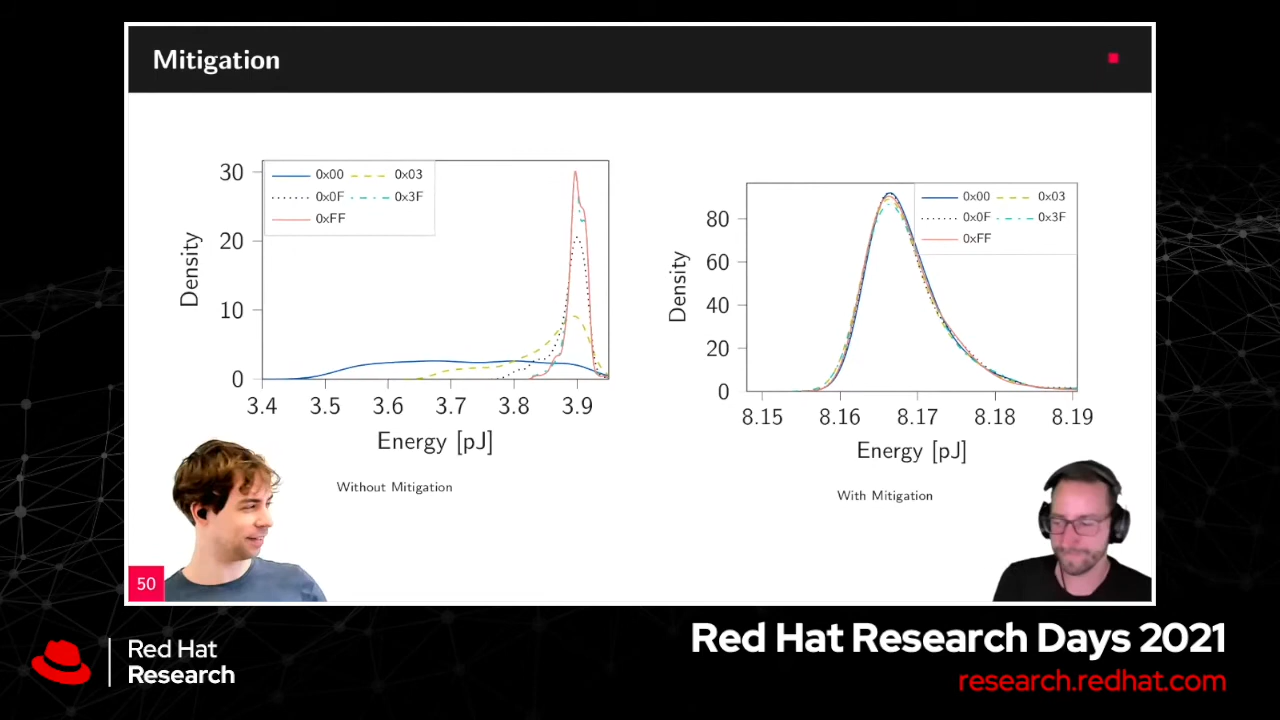 Mitigation
30
20
10
0
Density
0x00 0x03
0x0F 0x3F
0xFF
3.4 3.5 3.6 3.7 3.8 3.9
Energy [pJ]
Without Mitigation
80
60
40
20
0
Density
0x00 0x03
0x0F 0x3F
0xFF
8.15 8.16 8.17 8.18 8.19
Energy [pJ]
With Mitigation
50
Red Hat
Research
Red Hat Research Days 2021
research.redhat.com